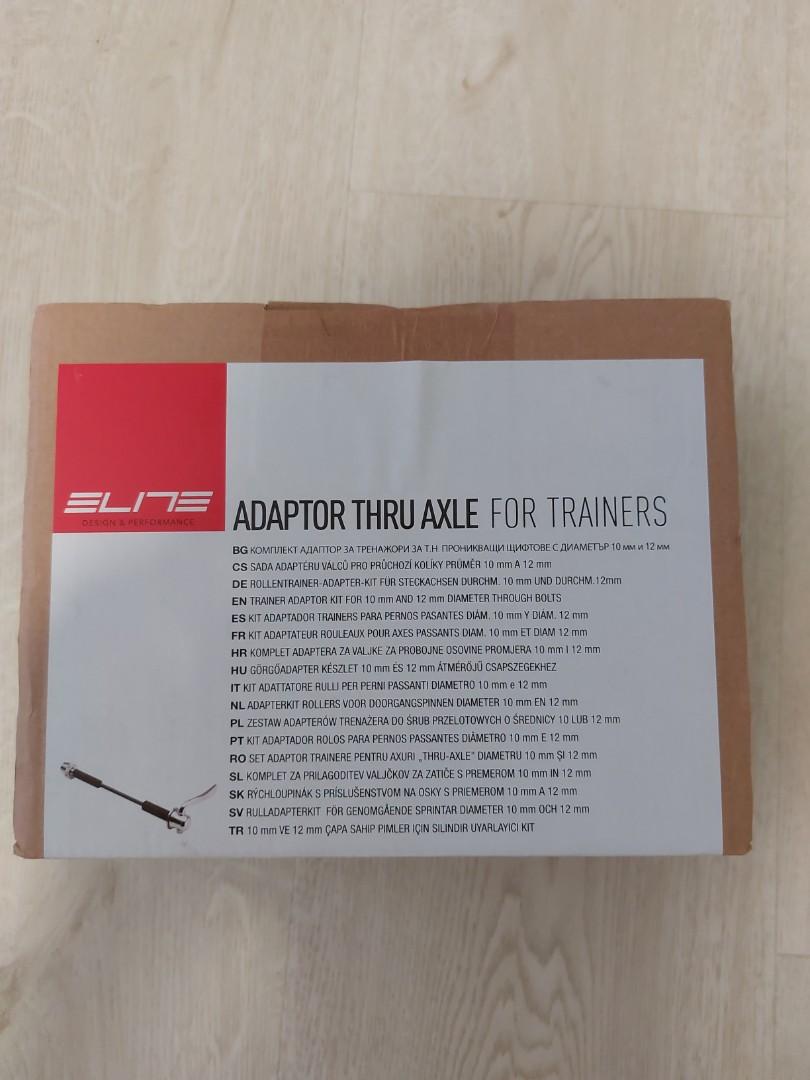 ELITE
DESIGN & PERFORMANCE
ADAPTOR THRU AXLE FOR TRAINERS
BG КОМПЛЕКТ АДАПТОР ЗА ТРЕНАЖОРИ ЗА Т.Н. ПРОНИКВАЩИ ЩИФТОВЕ С ДИАМЕТЪР 10 мм и 12 мм
CS SADA ADAPTÉRU VÁLCŮ PRO PRŮCHOZÍ KOLÍKY PRŮMĚR 10 mm A 12 mm
DE ROLLENTRAINER-ADAPTER-KIT FÜR STECKACHSEN DURCHM. 10 mm UND DURCHM.12mm
EN TRAINER ADAPTOR KIT FOR 10 mm AND 12 mm DIAMETER THROUGH BOLTS
ES KIT ADAPTADOR TRAINERS PARA PERNOS PASANTES DIÁM. 10 mm Y DIÁM. 12 mm
FR KIT ADAPTATEUR ROULEAUX POUR AXES PASSANTS DIAM. 10 mm ET DIAM 12 mm
HR KOMPLET ADAPTERA ZA VALJKE ZA PROBOJNE OSOVINE PROMJERA 10 mm I 12 mm
HU GÖRGŐADAPTER KÉSZLET 10 mm ÉS 12 mm ÁTMÉRŐJŰ CSAPSZEGEKHEZ
IT KIT ADATTATORE RULLI PER PERNI PASSANTI DIAMETRO 10 mm e 12 mm
NL ADAPTERKIT ROLLERS VOOR DOORGANGSPINNEN DIAMETER 10 mm EN 12 mm
PL ZESTAW ADAPTERÓW TRENAŻERA DO ŚRUB PRZELOTOWYCH O ŚREDNICY 10 LUB 12 mm
PT KIT ADAPTADOR ROLOS PARA PERNOS PASSANTES DIÂMETRO 10 mm E 12 mm
RO SET ADAPTOR TRAINERE PENTRU AXURI „THRU-AXLE" DIAMETRU 10 mm ȘI 12 mm
SL KOMPLET ZA PRILAGODITEV VALJČKOV ZA ZATIČE S PREMEROM 10 mm IN 12 mm
SK RÝCHLOUPINÁK S PRÍSLUŠENSTVOM NA OSKY S PRIEMEROM 10 mm A 12 mm
SV RULLADAPTERKIT FÖR GENOMGÅENDE SPRINTAR DIAMETER 10 mm OCH 12 mm
TR 10 mm VE 12 mm ÇAPA SAHIP PIMLER IÇIN SILINDIR UYARLAYICI KIT